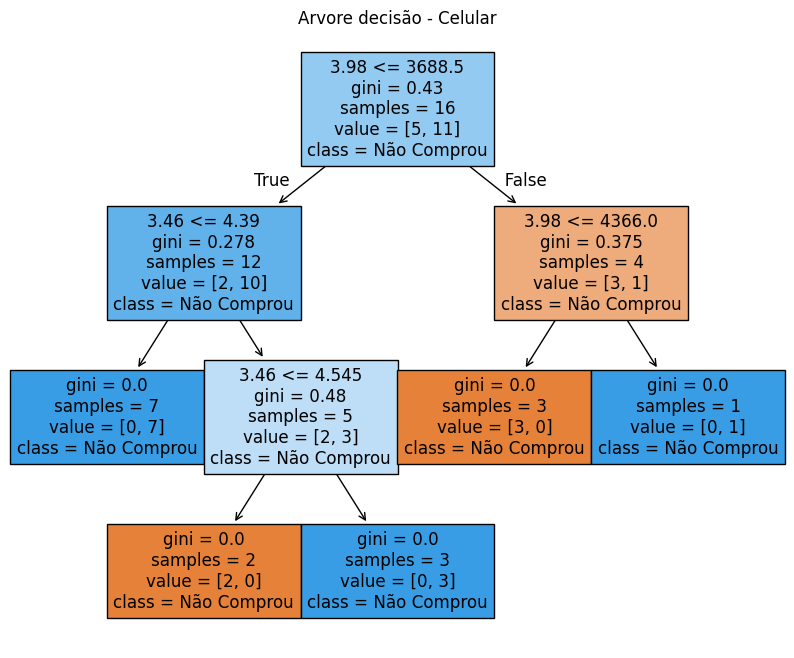 Arvore decisão - Celular
3.98 <= 3688.5
gini = 0.43
samples = 16
value = [5, 11]
class = Não Comprou
True
False
3.46 <= 4.39
gini = 0.278
samples = 12
value = [2, 10]
class = Não Comprou
3.98 <= 4366.0
gini = 0.375
samples = 4
value = [3, 1]
class = Não Comprou
gini = 0.0
samples = 7
value = [0, 7]
class = Não Comprou
3.46 <= 4.545
gini = 0.48
samples = 5
value = [2, 3]
class = Não Comprou
gini = 0.0
samples = 3
value = [3, 0]
class = Não Comprou
gini = 0.0
samples = 1
value = [0, 1]
class = Não Comprou
gini = 0.0
samples = 2
value = [2, 0]
class = Não Comprou
gini = 0.0
samples = 3
value = [0, 3]
class = Não Comprou